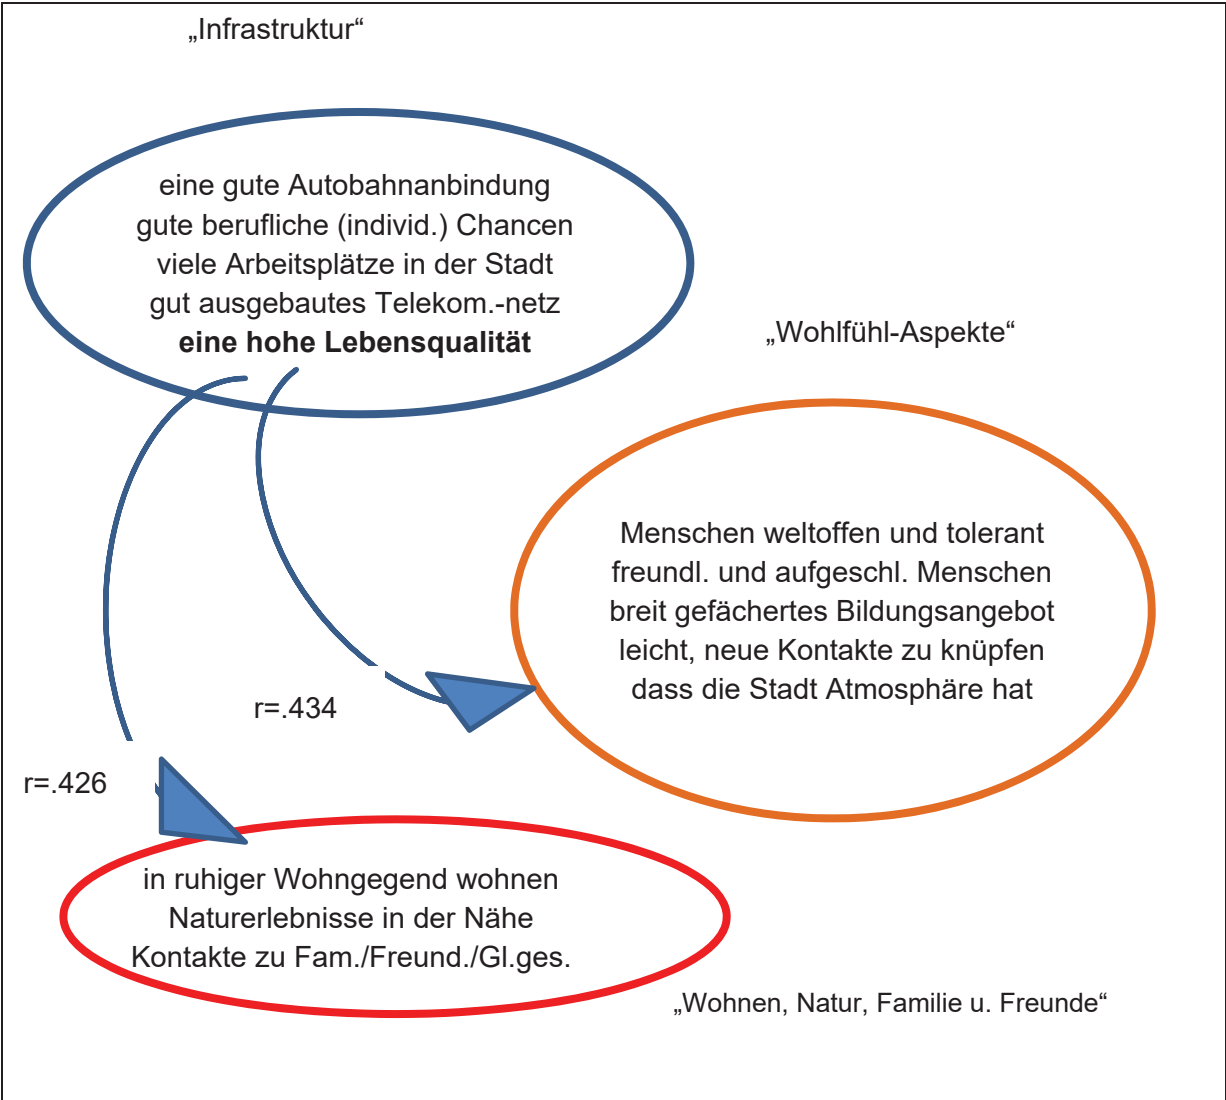 „Infrastruktur“
eine gute Autobahnanbindung
gute berufliche (individ.) Chancen
viele Arbeitsplätze in der Stadt
gut ausgebautes Telekom.-netz
eine hohe Lebensqualität
„Wohlfühl-Aspekte“
Menschen weltoffen und tolerant
freundl. und aufgeschl. Menschen
breit gefächertes Bildungsangebot
leicht, neue Kontakte zu knüpfen
dass die Stadt Atmosphäre hat
r=.434
r=.426
in ruhiger Wohngegend wohnen
Naturerlebnisse in der Nähe
Kontakte zu Fam./Freund./Gl.ges.
„Wohnen, Natur, Familie u. Freunde“